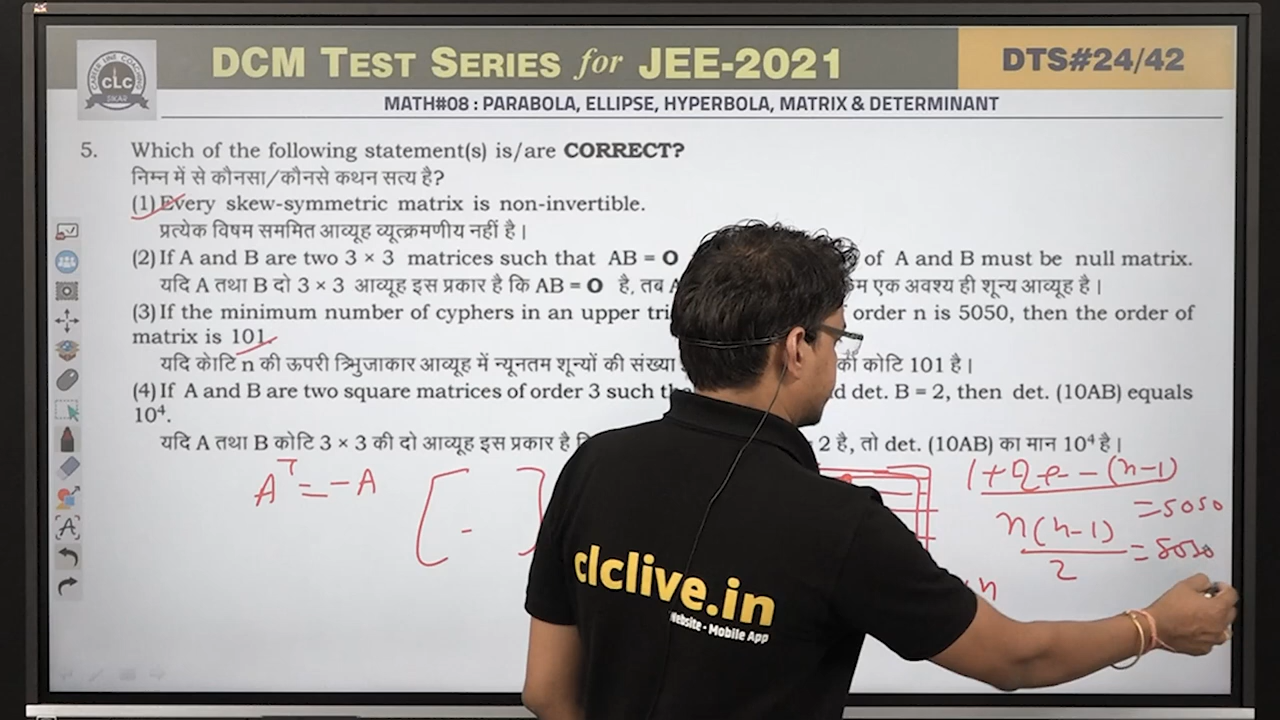 DCM TEST SERIES for JEE-2021
DTS#24/42
CLC
SIKAR
MATH#08 : PARABOLA, ELLIPSE, HYPERBOLA, MATRIX & DETERMINANT
5. Which of the following statement(s) is/are CORRECT?
निम्न में से कौनसा/कौनसे कथन सत्य है?
(1) Every skew-symmetric matrix is non-invertible.
प्रत्येक विषम सममित आव्यूह व्यूत्क्रमणीय नहीं है।
(2) If A and B are two 3 × 3 matrices such that AB = O of A and B must be null matrix.
यदि A तथा B दो 3 × 3 आव्यूह इस प्रकार है कि AB = O है, तब एक अवश्य ही शून्य आव्यूह है।
(3) If the minimum number of cyphers in an upper order n is 5050, then the order of
matrix is 101.
यदि कोटि n की ऊपरी त्रिभुजाकार आव्यूह में न्यूनतम शून्यों की संख्या की कोटि 101 है।
(4) If A and B are two square matrices of order 3 det. B = 2, then det. (10AB) equals
10⁴.
यदि A तथा B कोटि 3 × 3 की दो आव्यूह इस प्रकार है 2 है, तो det. (10AB) का मान 10⁴ है।
Aᵀ = -A
1+2+--(n-1)
=5050
n(n-1)/2 = 5050
n
clclive.in
Website - Mobile App